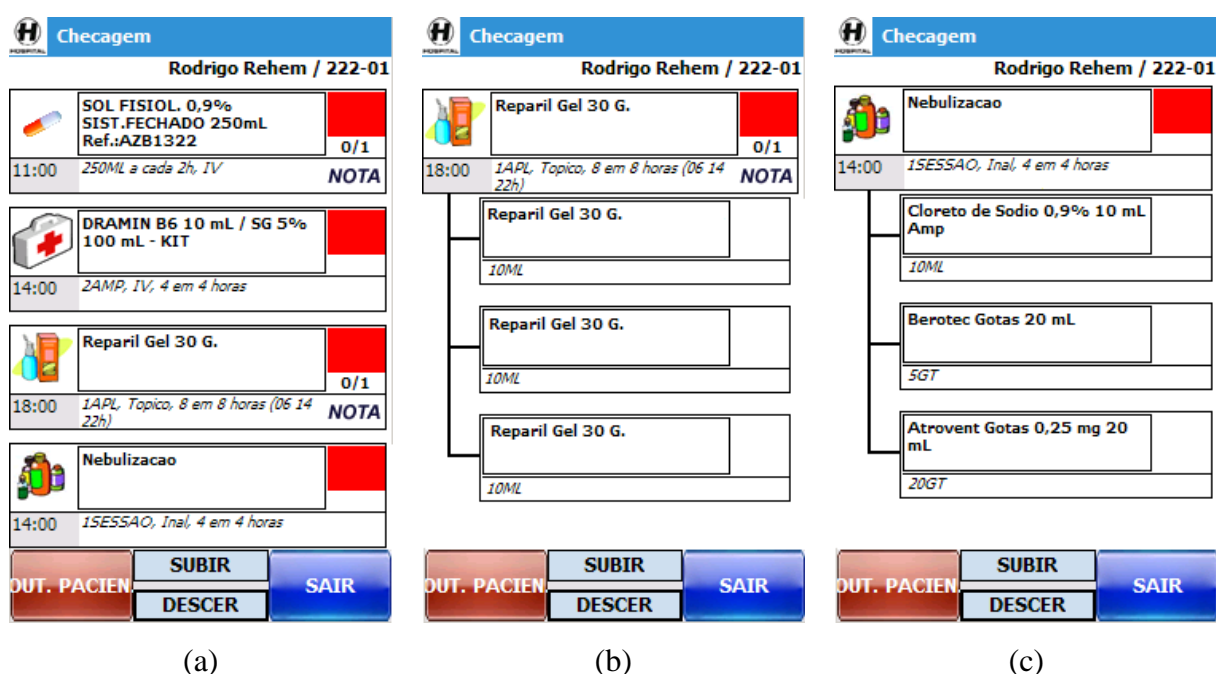 HOSPITAL
Checagem
Rodrigo Rehem / 222-01
SOL FISIOL. 0,9%
SIST.FECHADO 250mL
Ref.:AZB1322
0/1
11:00
250ML a cada 2h, IV
NOTA
DRAMIN B6 10 mL / SG 5%
100 mL - KIT
14:00
2AMP, IV, 4 em 4 horas
Reparil Gel 30 G.
0/1
18:00
1APL, Topico, 8 em 8 horas (06 14
22h)
NOTA
Nebulizacao
14:00
1SESSAO, Inal, 4 em 4 horas
OUT. PACIEN
SUBIR
DESCER
SAIR
(a)
HOSPITAL
Checagem
Rodrigo Rehem / 222-01
Reparil Gel 30 G.
0/1
18:00
1APL, Topico, 8 em 8 horas (06 14
22h)
NOTA
Reparil Gel 30 G.
10ML
Reparil Gel 30 G.
10ML
Reparil Gel 30 G.
10ML
OUT. PACIEN
SUBIR
DESCER
SAIR
(b)
HOSPITAL
Checagem
Rodrigo Rehem / 222-01
Nebulizacao
14:00
1SESSAO, Inal, 4 em 4 horas
Cloreto de Sodio 0,9% 10 mL
Amp
10ML
Berotec Gotas 20 mL
5GT
Atrovent Gotas 0,25 mg 20
mL
20GT
OUT. PACIEN
SUBIR
DESCER
SAIR
(c)